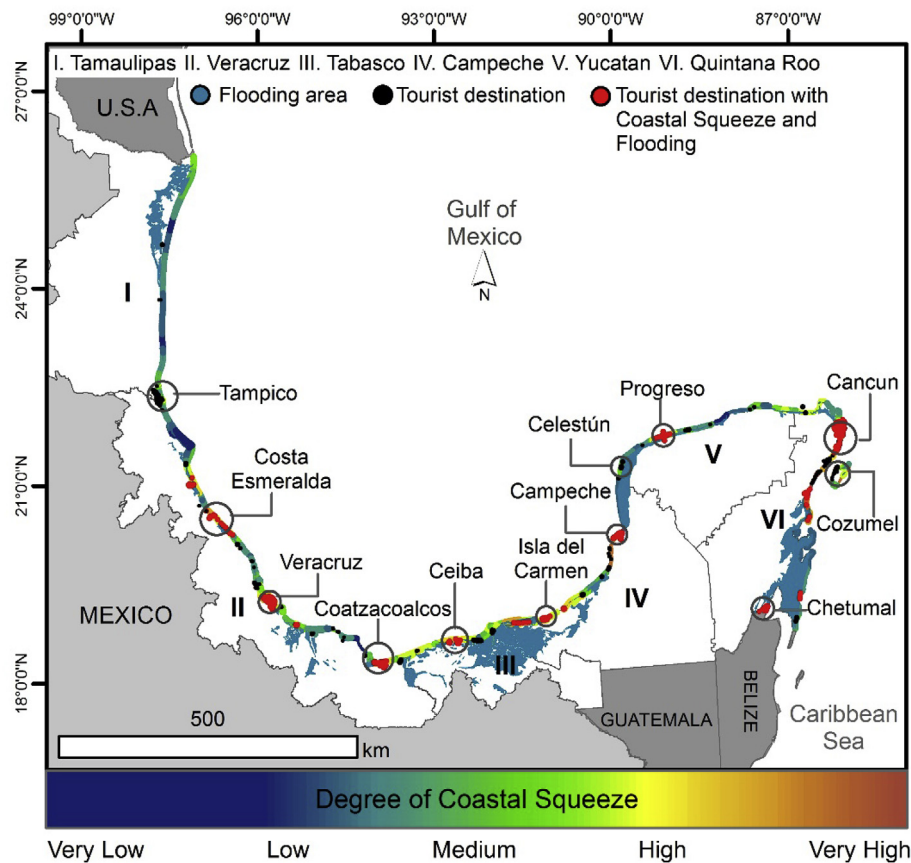 99°0'0"W 96°0'0"W 93°0'0"W 90°0'0"W 87°0'0"W
I. Tamaulipas II. Veracruz III. Tabasco IV. Campeche V. Yucatan VI. Quintana Roo
Flooding area
Tourist destination
Tourist destination with
Coastal Squeeze and
Flooding
27°0'0"N
24°0'0"N
21°0'0"N
18°0'0"N
U.S.A
Gulf of
Mexico
N
I
Tampico
Progreso
Cancun
Celestún
V
Costa
Esmeralda
Campeche
VI
Cozumel
Isla del
Carmen
Veracruz
Ceiba
IV
MEXICO
II
Coatzacoalcos
Chetumal
III
500
km
GUATEMALA
BELIZE
Caribbean
Sea
Degree of Coastal Squeeze
Very Low Low Medium High Very High